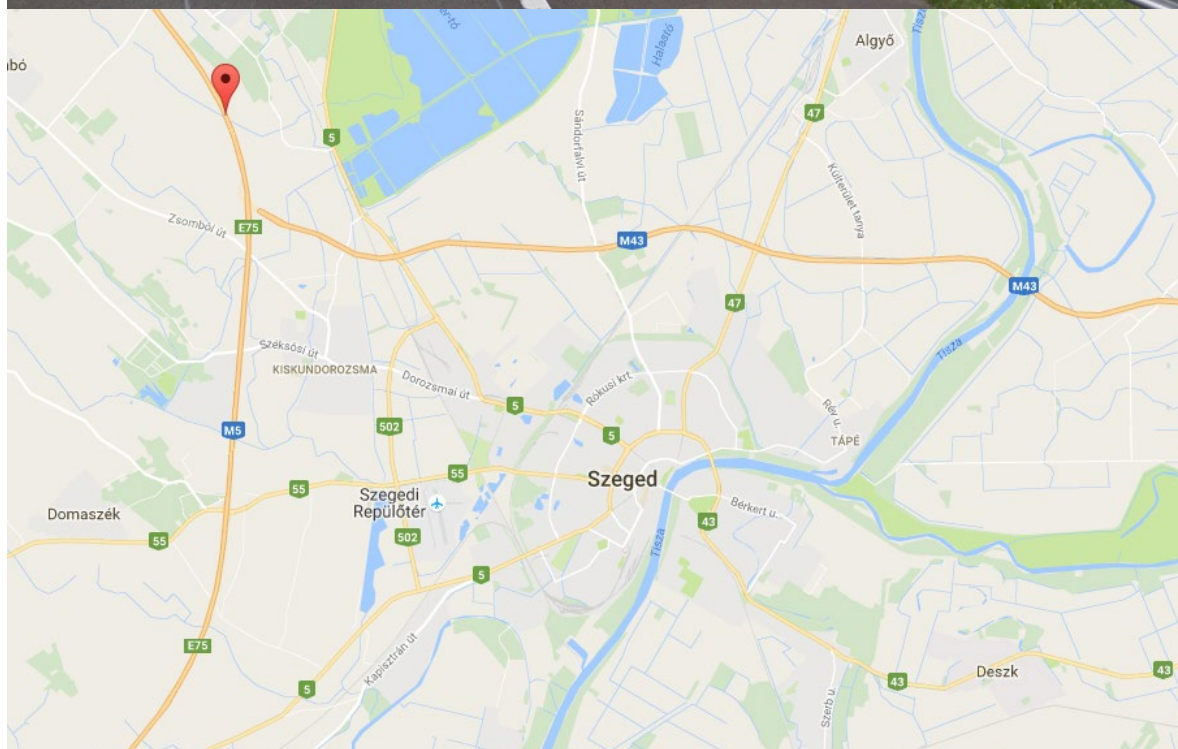 Tisza
Algyő
Halastó
bó
47
5
Sándorfalvi út
Külterület tanya
Zsombói út
E75
M43
M43
47
Tisza
Széksósi út
KISKUNDOROZSMA
Dorozsmai út
Rókusi krt
5
Rév u.
502
M5
5
TÁPÉ
55
Szeged
55
Szegedi
Repülőtér
Domaszék
Bérkert u...
43
55
502
Tisza
5
E75
Kapisztrán út
Deszk
43
43
5
Szerb u.